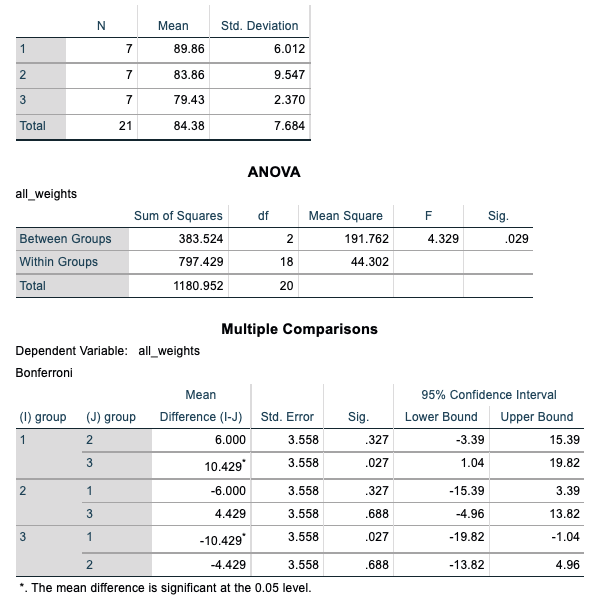 N Mean Std. Deviation
1 7 89.86 6.012
2 7 83.86 9.547
3 7 79.43 2.370
Total 21 84.38 7.684
ANOVA
all_weights
Sum of Squares df Mean Square F Sig.
Between Groups 383.524 2 191.762 4.329 .029
Within Groups 797.429 18 44.302
Total 1180.952 20
Multiple Comparisons
Dependent Variable: all_weights
Bonferroni
Mean 95% Confidence Interval
(I) group (J) group Difference (I-J) Std. Error Sig. Lower Bound Upper Bound
1 2 6.000 3.558 .327 -3.39 15.39
3 10.429* 3.558 .027 1.04 19.82
2 1 -6.000 3.558 .327 -15.39 3.39
3 4.429 3.558 .688 -4.96 13.82
3 1 -10.429* 3.558 .027 -19.82 -1.04
2 -4.429 3.558 .688 -13.82 4.96
*. The mean difference is significant at the 0.05 level.